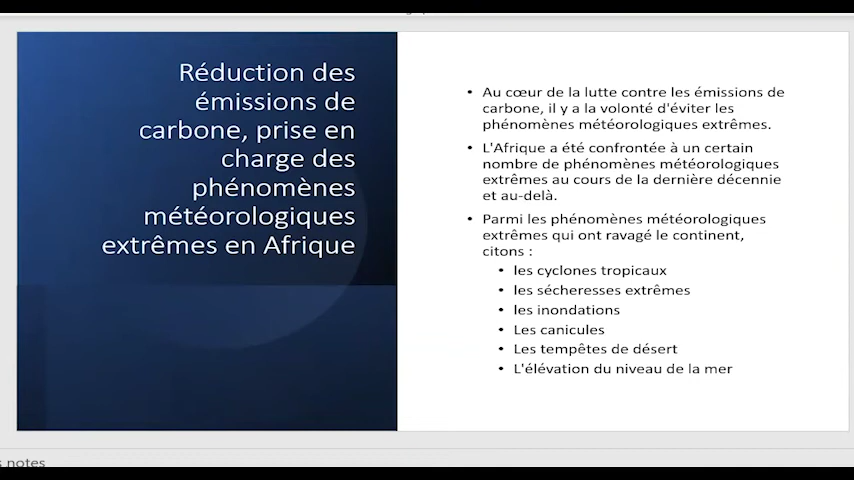 Réduction des
émissions de
carbone, prise en
charge des
phénomènes
météorologiques
extrêmes en Afrique
• Au cœur de la lutte contre les émissions de
carbone, il y a la volonté d'éviter les
phénomènes météorologiques extrêmes.
• L'Afrique a été confrontée à un certain
nombre de phénomènes météorologiques
extrêmes au cours de la dernière décennie
et au-delà.
• Parmi les phénomènes météorologiques
extrêmes qui ont ravagé le continent,
citons :
• les cyclones tropicaux
• les sécheresses extrêmes
• les inondations
• Les canicules
• Les tempêtes de désert
• L'élévation du niveau de la mer
s notes